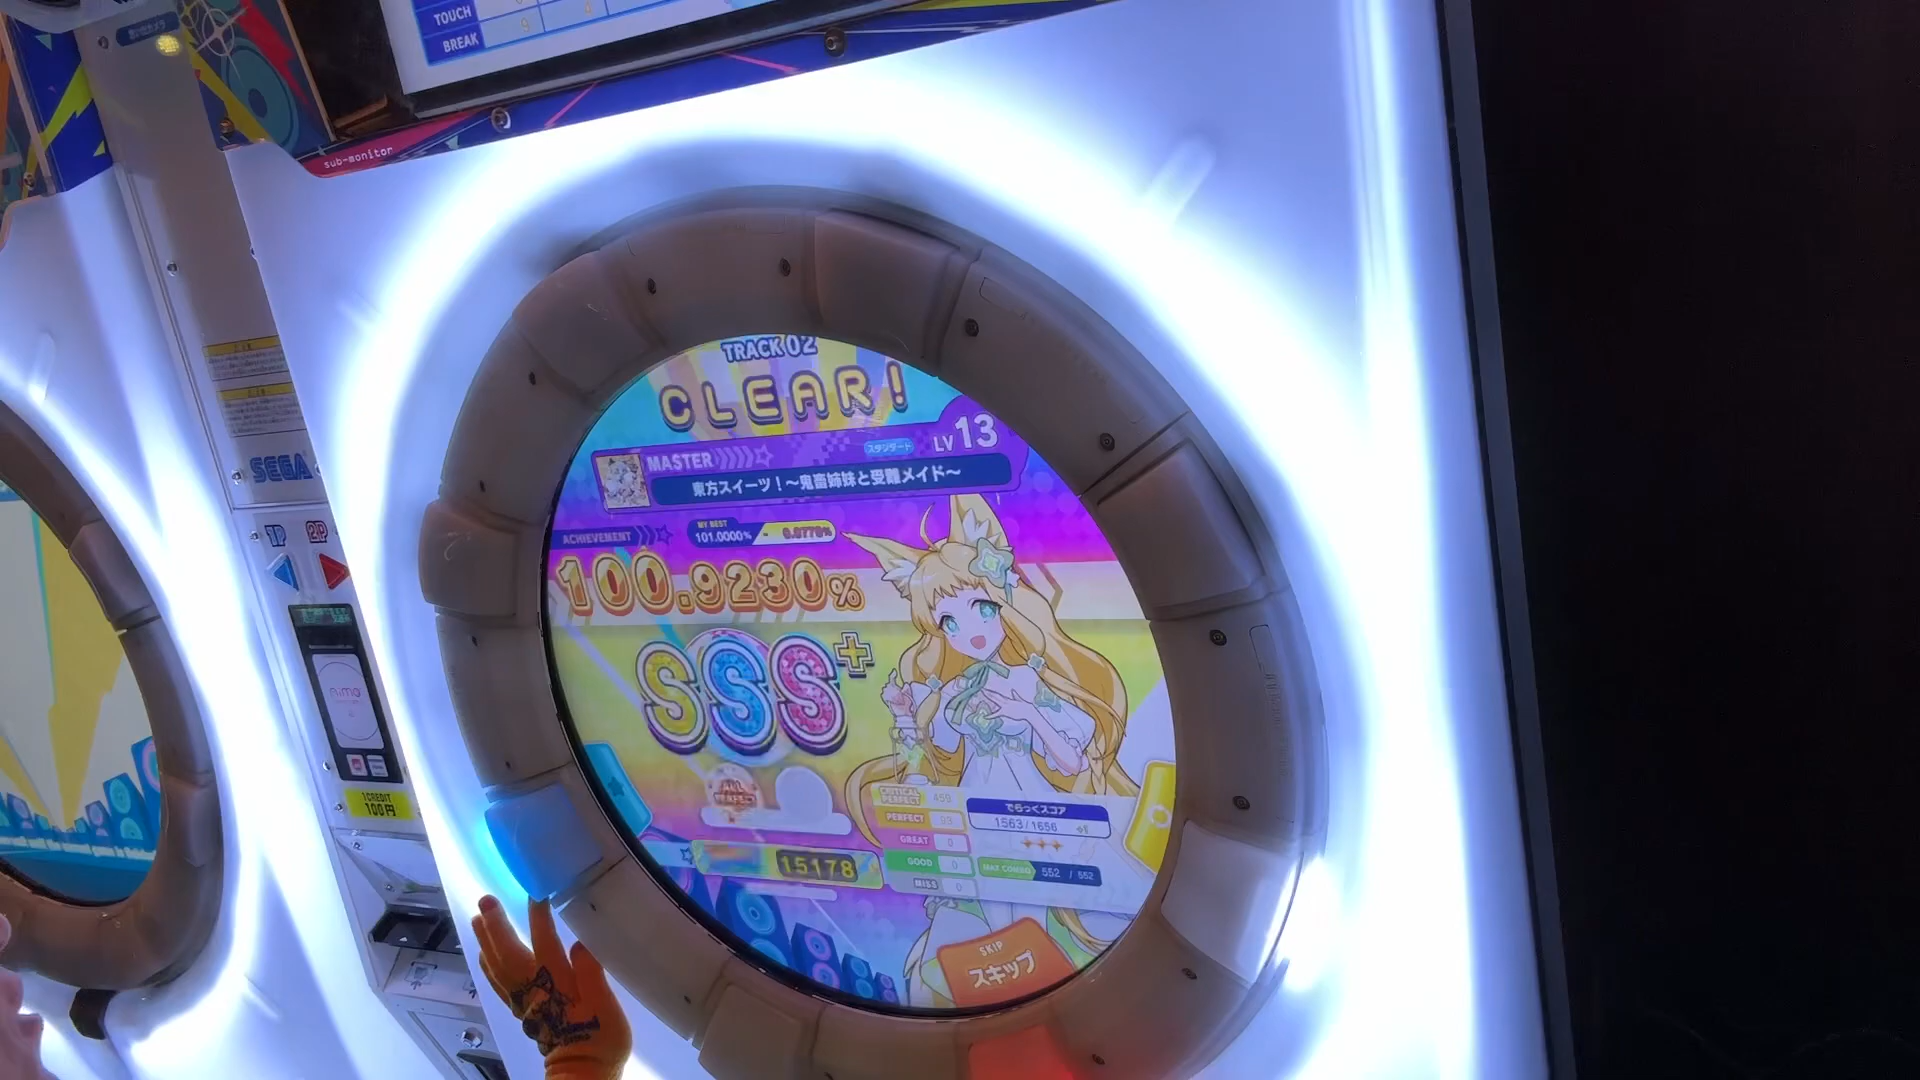 TOUCH
BREAK
sub-monitor
SEGA
1P 2P
nimo
1CREDIT
100円
TRACK 02
CLEAR!
MASTER
スタンダード
LV 13
東方スイーツ!～鬼畜姉妹と受難メイド～
ACHIEVEMENT
MY BEST
101.0000%
100.9230%
SSS+
ALL
PERFECT
CRITICAL
PERFECT 459
PERFECT 93
GREAT 0
GOOD 0
MISS 0
でらっくスコア
1563/1656
MAX COMBO 552 / 552
15178
SKIP
スキップ